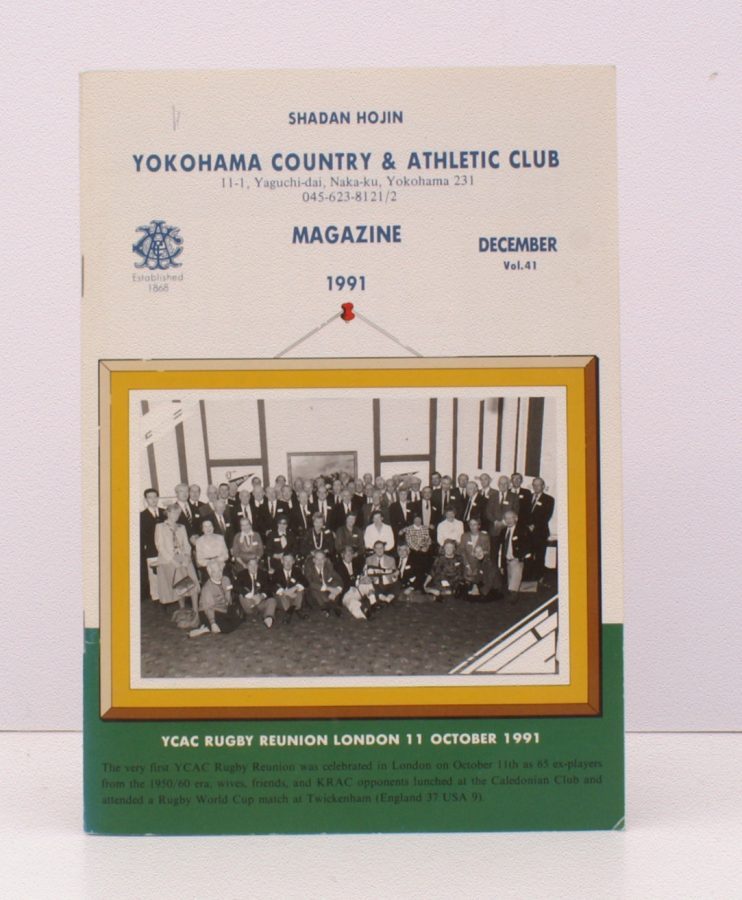 SHADAN HOJIN
YOKOHAMA COUNTRY & ATHLETIC CLUB
11-1, Yaguchi-dai, Naka-ku, Yokohama 231
045-623-8121/2
MAGAZINE
DECEMBER
Vol.41
Established
1868
1991
YCAC RUGBY REUNION LONDON 11 OCTOBER 1991
The very first YCAC Rugby Reunion was celebrated in London on October 11th as 65 ex-players
from the 1950/60 era, wives, friends, and KRAC opponents lunched at the Caledonian Club and
attended a Rugby World Cup match at Twickenham (England 37 USA 9).